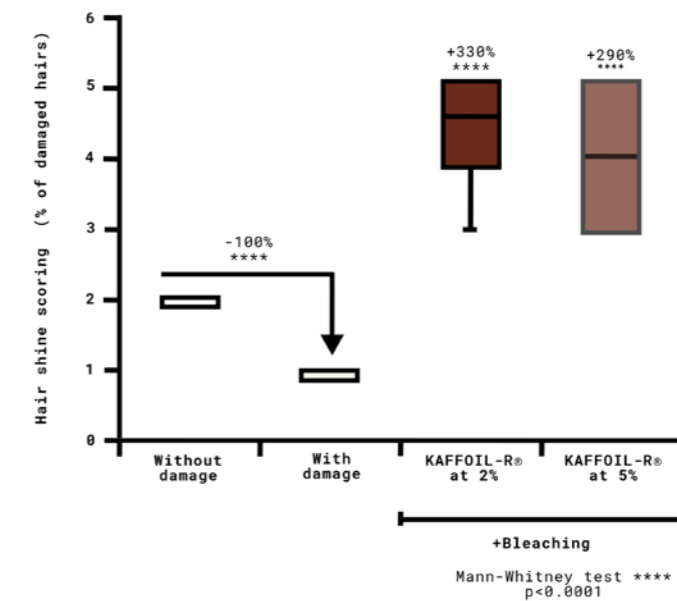 Hair shine scoring (% of damaged hairs)
6
5
4
3
2
1
0
-100%
****
+330%
****
+290%
****
Without
damage
With
damage
KAFFOIL-R®
at 2%
KAFFOIL-R®
at 5%
+Bleaching
Mann-Whitney test ****
p<0.0001